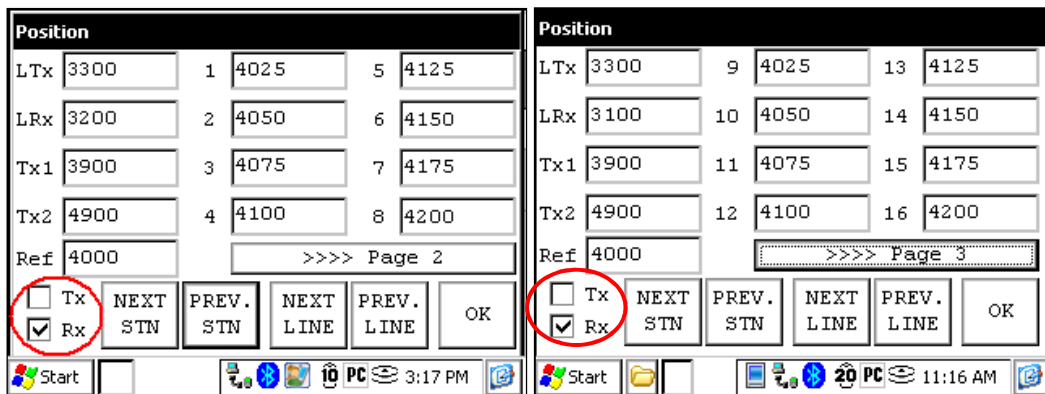 Position
LTx 3300 1 4025 5 4125
LRx 3200 2 4050 6 4150
Tx1 3900 3 4075 7 4175
Tx2 4900 4 4100 8 4200
Ref 4000 >>>> Page 2
Tx
Rx
NEXT STN
PREV. STN
NEXT LINE
PREV. LINE
OK
Start 10 PC 3:17 PM
Position
LTx 3300 9 4025 13 4125
LRx 3100 10 4050 14 4150
Tx1 3900 11 4075 15 4175
Tx2 4900 12 4100 16 4200
Ref 4000 >>>> Page 3
Tx
Rx
NEXT STN
PREV. STN
NEXT LINE
PREV. LINE
OK
Start 20 PC 11:16 AM